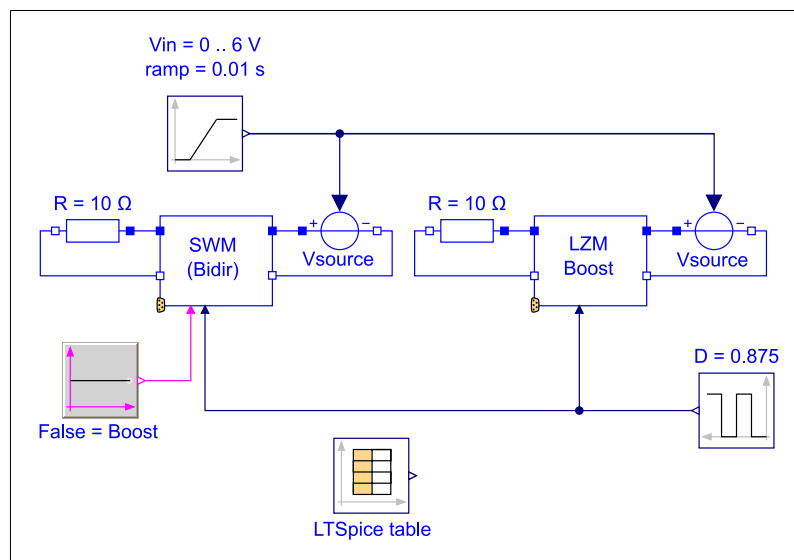 Vin = 0 .. 6 V
ramp = 0.01 s
R = 10 Ω
R = 10 Ω
SWM
(Bidir)
+
−
Vsource
LZM
Boost
+
−
Vsource
D = 0.875
False = Boost
LTSpice table